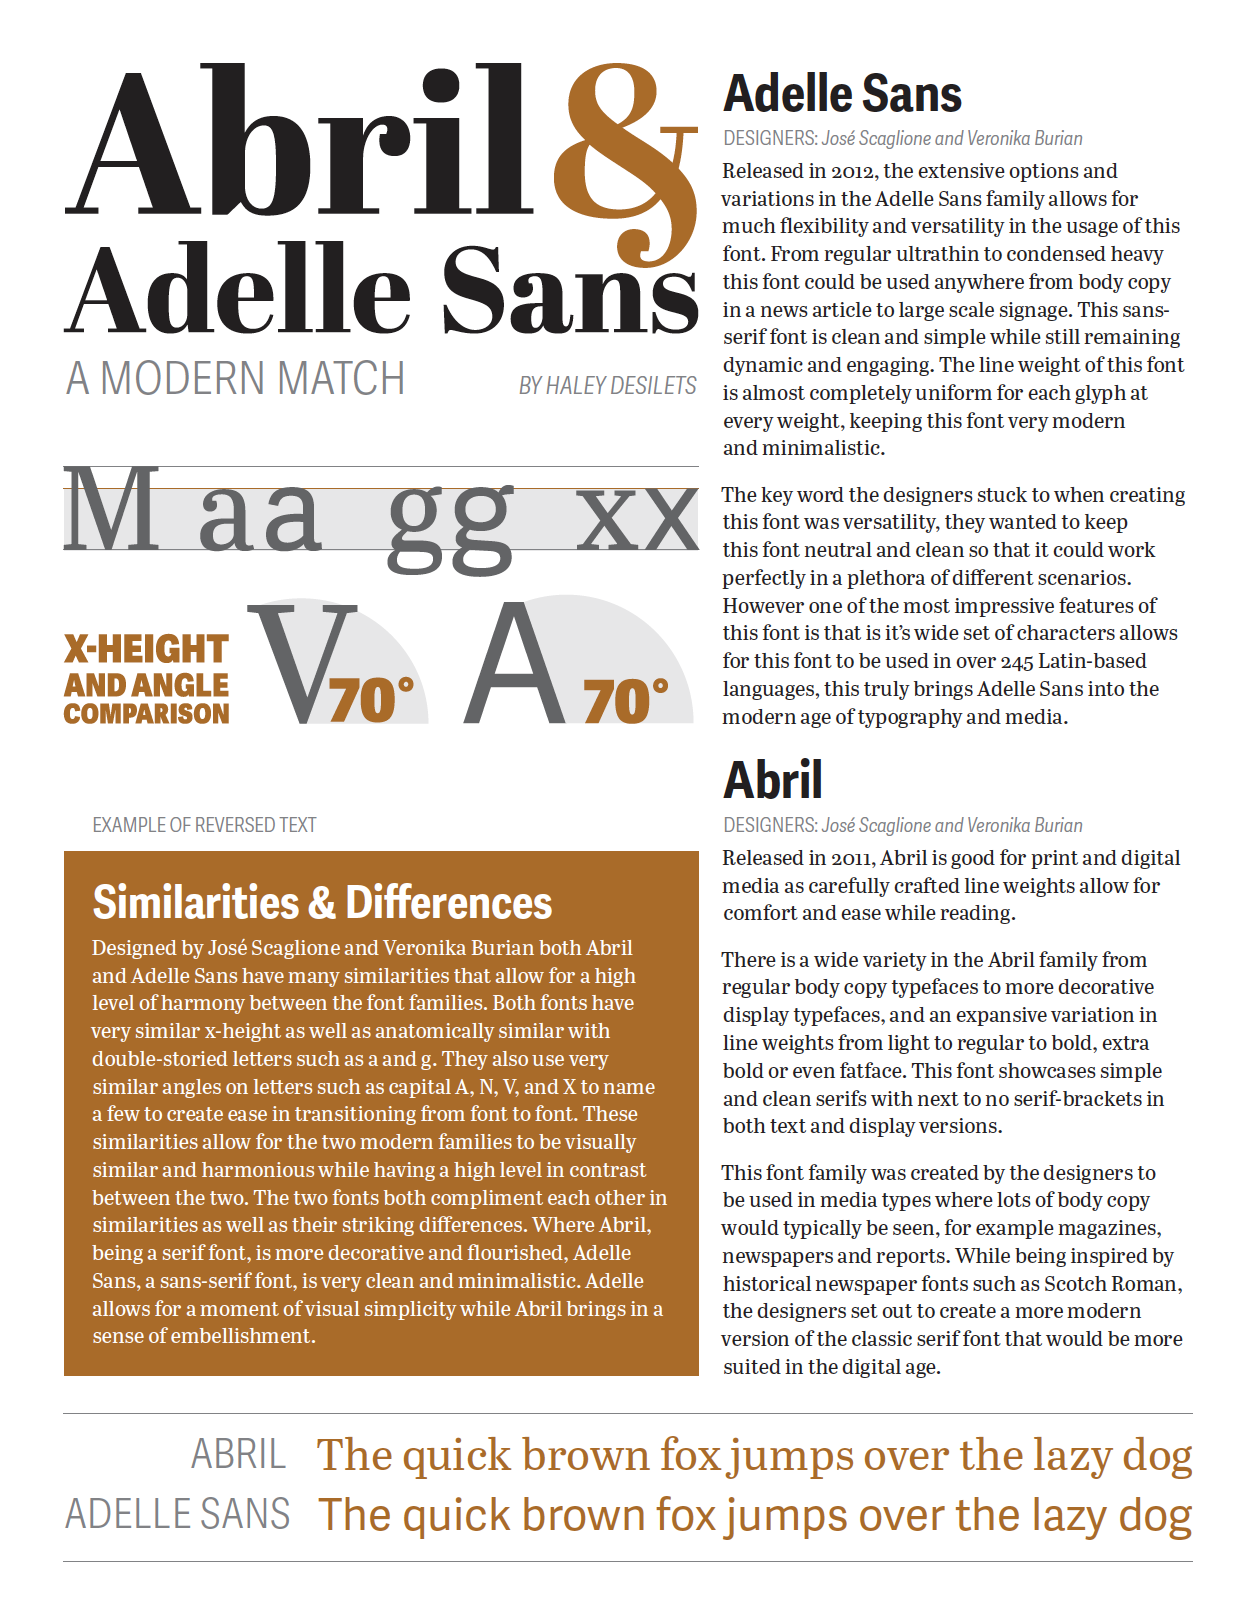 Abril &
Adelle Sans
A MODERN MATCH
BY HALEY DESILETS
M aa gg xx
X-HEIGHT
AND ANGLE
COMPARISON
V 70°
A 70°
EXAMPLE OF REVERSED TEXT
Similarities & Differences
Designed by José Scaglione and Veronika Burian both Abril
and Adelle Sans have many similarities that allow for a high
level of harmony between the font families. Both fonts have
very similar x-height as well as anatomically similar with
double-storied letters such as a and g. They also use very
similar angles on letters such as capital A, N, V, and X to name
a few to create ease in transitioning from font to font. These
similarities allow for the two modern families to be visually
similar and harmonious while having a high level in contrast
between the two. The two fonts both compliment each other in
similarities as well as their striking differences. Where Abril,
being a serif font, is more decorative and flourished, Adelle
Sans, a sans-serif font, is very clean and minimalistic. Adelle
allows for a moment of visual simplicity while Abril brings in a
sense of embellishment.
Adelle Sans
DESIGNERS: José Scaglione and Veronika Burian
Released in 2012, the extensive options and
variations in the Adelle Sans family allows for
much flexibility and versatility in the usage of this
font. From regular ultrathin to condensed heavy
this font could be used anywhere from body copy
in a news article to large scale signage. This sans-
serif font is clean and simple while still remaining
dynamic and engaging. The line weight of this font
is almost completely uniform for each glyph at
every weight, keeping this font very modern
and minimalistic.
The key word the designers stuck to when creating
this font was versatility, they wanted to keep
this font neutral and clean so that it could work
perfectly in a plethora of different scenarios.
However one of the most impressive features of
this font is that is it's wide set of characters allows
for this font to be used in over 245 Latin-based
languages, this truly brings Adelle Sans into the
modern age of typography and media.
Abril
DESIGNERS: José Scaglione and Veronika Burian
Released in 2011, Abril is good for print and digital
media as carefully crafted line weights allow for
comfort and ease while reading.
There is a wide variety in the Abril family from
regular body copy typefaces to more decorative
display typefaces, and an expansive variation in
line weights from light to regular to bold, extra
bold or even fatface. This font showcases simple
and clean serifs with next to no serif-brackets in
both text and display versions.
This font family was created by the designers to
be used in media types where lots of body copy
would typically be seen, for example magazines,
newspapers and reports. While being inspired by
historical newspaper fonts such as Scotch Roman,
the designers set out to create a more modern
version of the classic serif font that would be more
suited in the digital age.
ABRIL The quick brown fox jumps over the lazy dog
ADELLE SANS The quick brown fox jumps over the lazy dog